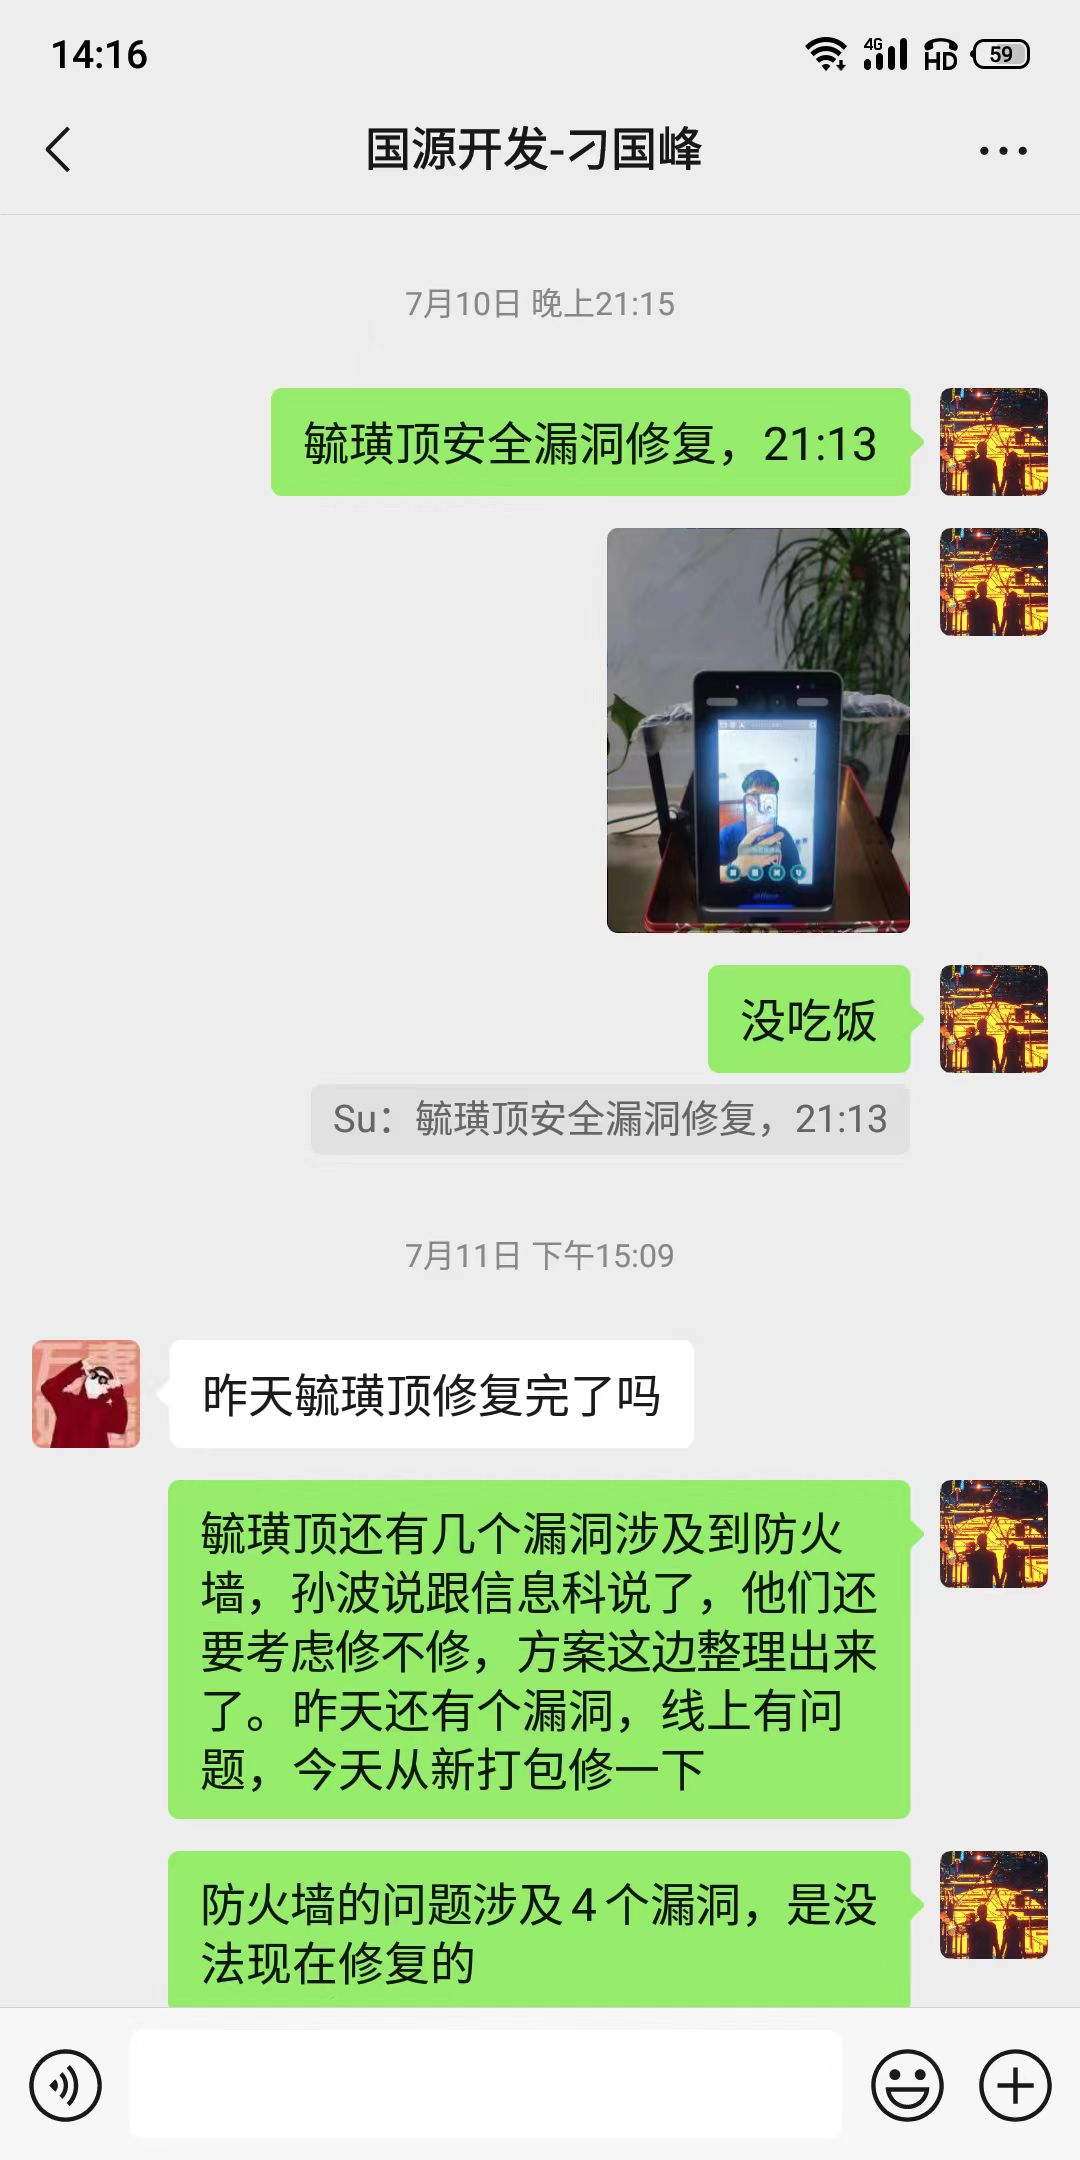 14:16
4G
HD
59
国源开发-刁国峰
7月10日 晚上21:15
毓璜顶安全漏洞修复，21:13
没吃饭
Su：毓璜顶安全漏洞修复，21:13
7月11日 下午15:09
昨天毓璜顶修复完了吗
毓璜顶还有几个漏洞涉及到防火
墙，孙波说跟信息科说了，他们还
要考虑修不修，方案这边整理出来
了。昨天还有个漏洞，线上有问
题，今天从新打包修一下
防火墙的问题涉及4个漏洞，是没
法现在修复的